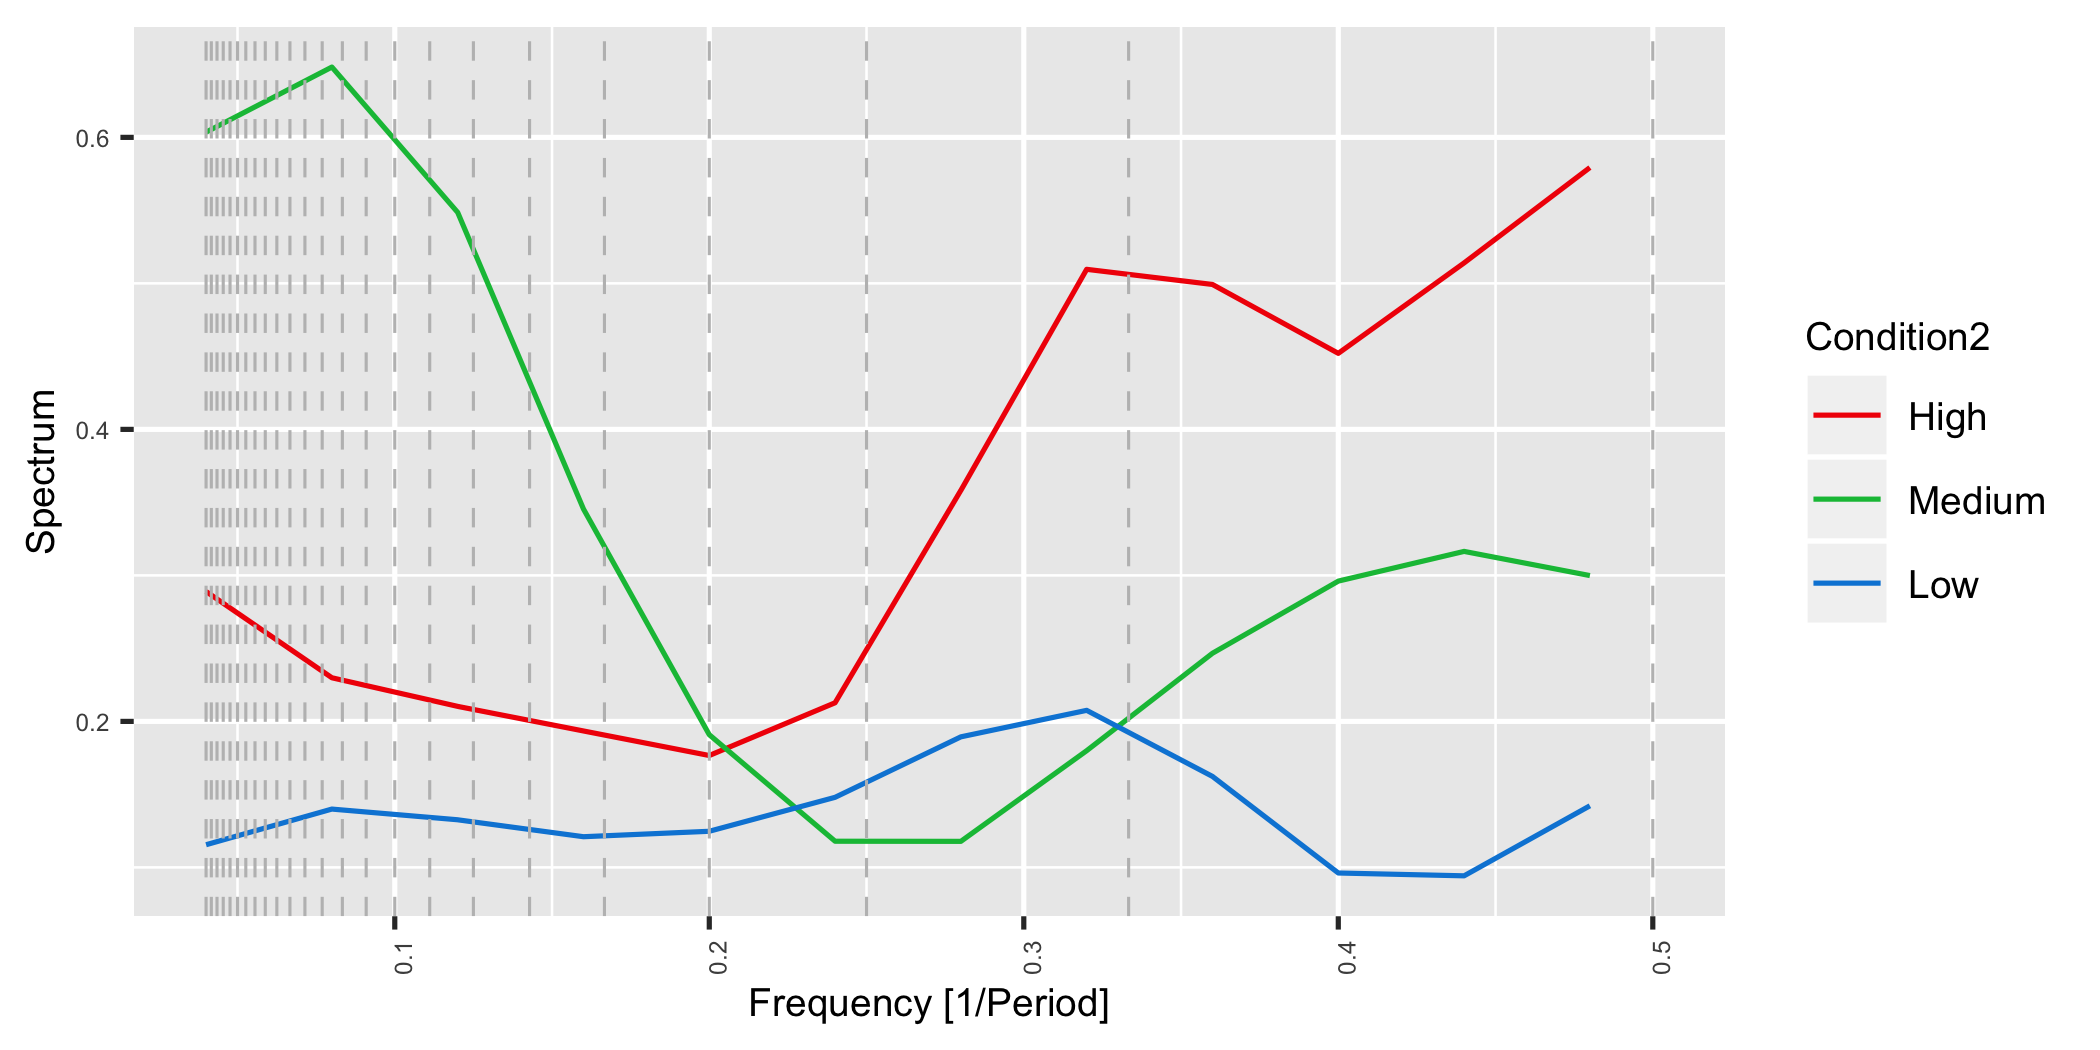 Spectrum
0.6
0.4
0.2
0.1
0.2
0.3
0.4
0.5
Frequency [1/Period]
Condition2
High
Medium
Low